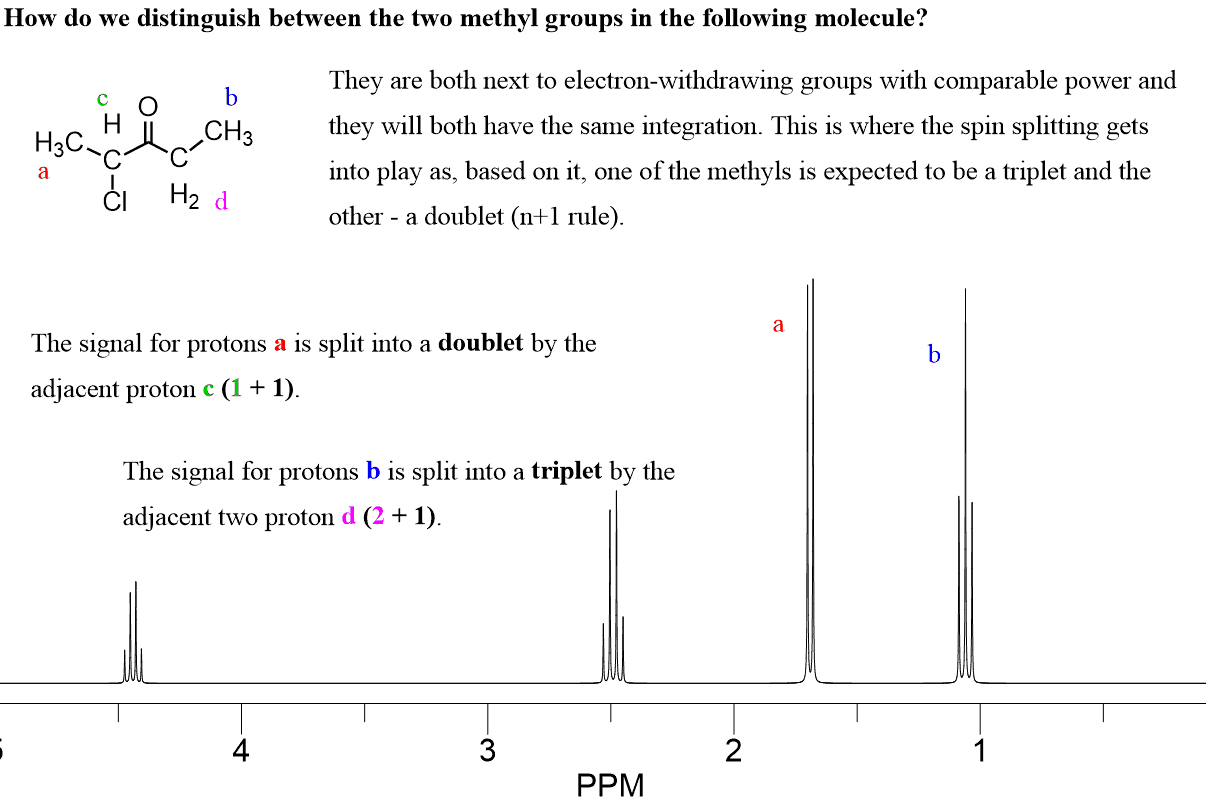 How do we distinguish between the two methyl groups in the following molecule?
They are both next to electron-withdrawing groups with comparable power and
they will both have the same integration. This is where the spin splitting gets
into play as, based on it, one of the methyls is expected to be a triplet and the
other - a doublet (n+1 rule).
c O b
H
H3C C C CH3
a
Cl H2 d
The signal for protons a is split into a doublet by the
adjacent proton c (1 + 1).
The signal for protons b is split into a triplet by the
adjacent two proton d (2 + 1).
a
b
4 3 2 1
PPM